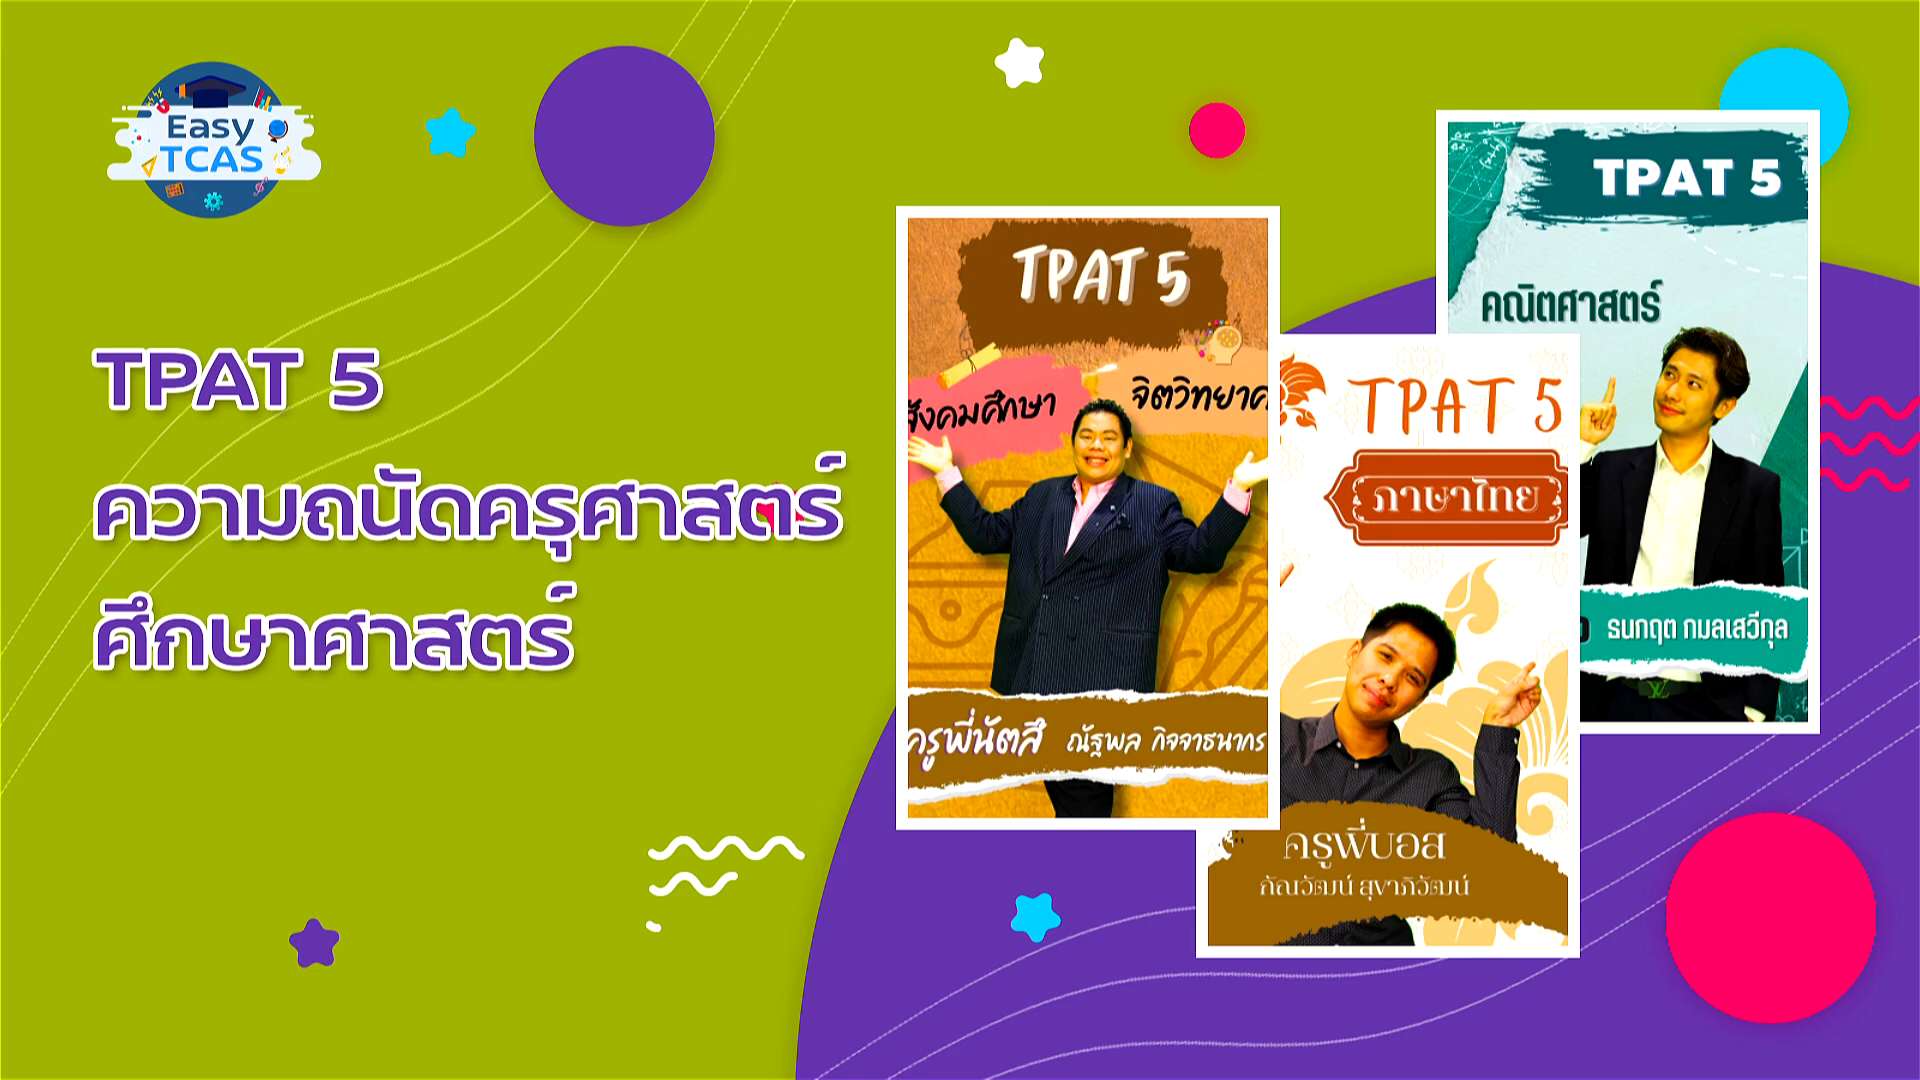 Easy
TCAS
TPAT 5
ความถนัดครุศาสตร์
ศึกษาศาสตร์
TPAT 5
สังคมศึกษา
จิตวิทยาค
ครูพี่นัตสึ ณัฐพล กิจจาธนากร
TPAT 5
ภาษาไทย
ครูพี่บอส
กัณวัฒน์ สุขาภิวัฒน์
TPAT 5
คณิตศาสตร์
ธนกฤต กมลเสวีกุล